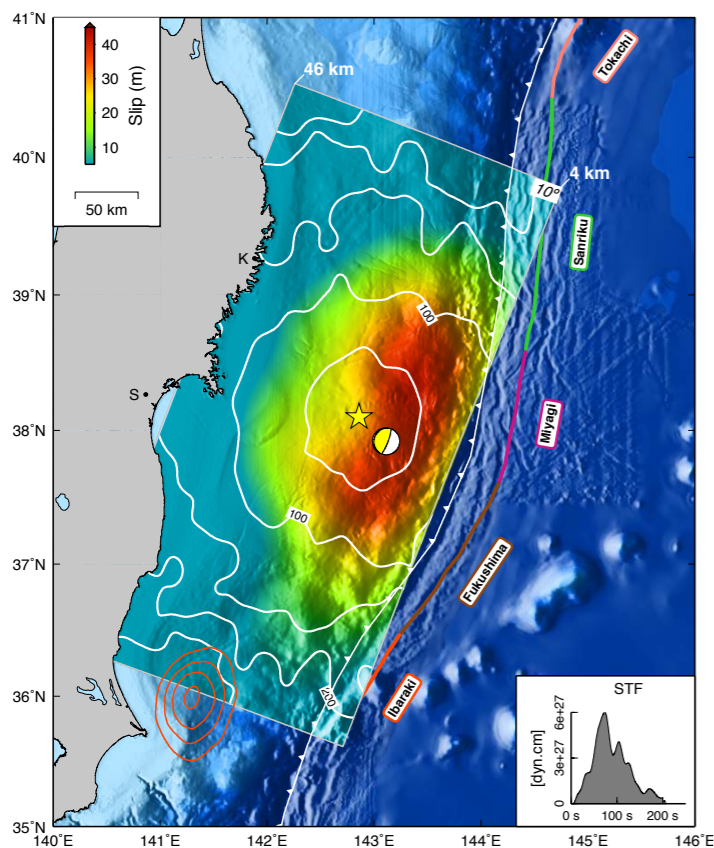 41°N
40°N
39°N
38°N
37°N
36°N
35°N
140°E
141°E
142°E
143°E
144°E
145°E
146°E
Slip (m)
40
30
20
10
50 km
46 km
4 km
10°
Tokachi
Sanriku
Miyagi
Fukushima
Ibaraki
K
S
100
100
200
STF
[dyn.cm]
6e+27
3e+27
0
0 s
100 s
200 s